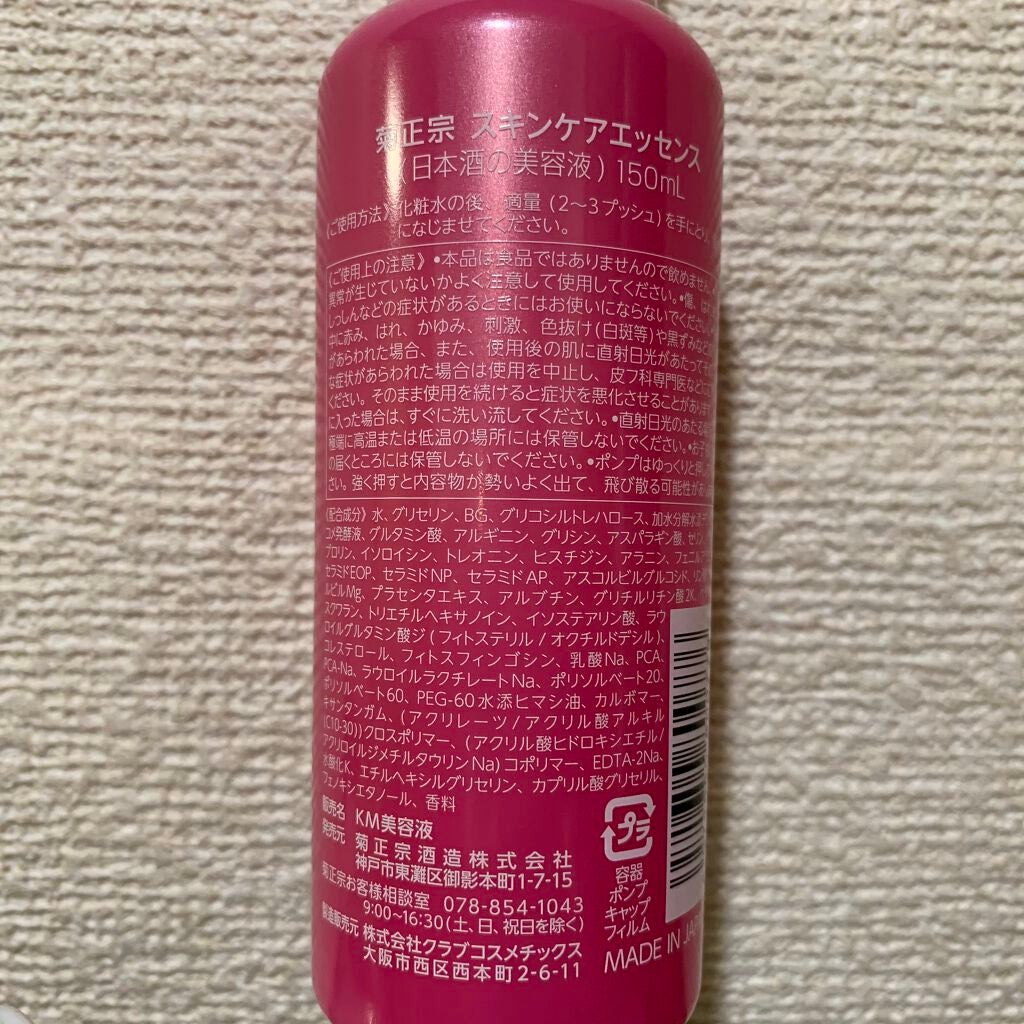 菊正宗 スキンケアエッセンス
(日本酒の美容液) 150mL
《ご使用方法》化粧水の後、適量(2〜3プッシュ)を手にとり、
になじませてください。
《ご使用上の注意》•本品は食品ではありませんので飲めません。
異常が生じていないかよく注意して使用してください。•傷、はれ
しっしんなどの症状があるときにはお使いにならないでください。
中に赤み、はれ、かゆみ、刺激、色抜け(白斑等)や黒ずみなど
があらわれた場合、また、使用後の肌に直射日光があたって
な症状があらわれた場合は使用を中止し、皮フ科専門医などに
ください。そのまま使用を続けると症状を悪化させることがあります
に入った場合は、すぐに洗い流してください。•直射日光のあたる
極端に高温または低温の場所には保管しないでください。•お子
の届くところには保管しないでください。•ポンプはゆっくりと押して
さい。強く押すと内容物が勢いよく出て、飛び散る可能性があ
《配合成分》水、グリセリン、BG、グリコシルトレハロース、加水分解水添デ
コメ発酵液、グルタミン酸、アルギニン、グリシン、アスパラギン酸、セリン、
プロリン、イソロイシン、トレオニン、ヒスチジン、アラニン、フェニルア
セラミドEOP、セラミドNP、セラミドAP、アスコルビルグルコシド、リン酸
ルビルMg、プラセンタエキス、アルブチン、グリチルリチン酸2K、
スクワラン、トリエチルヘキサノイン、イソステアリン酸、ラウ
ロイルグルタミン酸ジ(フィトステリル/オクチルドデシル)、
コレステロール、フィトスフィンゴシン、乳酸Na、PCA、
PCA-Na、ラウロイルラクチレートNa、ポリソルベート20、
ポリソルベート60、PEG-60水添ヒマシ油、カルボマー、
キサンタンガム、(アクリレーツ/アクリル酸アルキル
(C10-30))クロスポリマー、(アクリル酸ヒドロキシエチル/
アクリロイルジメチルタウリンNa)コポリマー、EDTA-2Na、
水酸化K、エチルヘキシルグリセリン、カプリル酸グリセリル、
フェノキシエタノール、香料
販売名 KM美容液
発売元 菊正宗酒造株式会社
神戸市東灘区御影本町1-7-15
菊正宗お客様相談室 078-854-1043
9:00~16:30(土、日、祝日を除く)
製造販売元 株式会社クラブコスメチックス
大阪市西区西本町2-6-11
プラ
容器
ポンプ
キャップ
フィルム
MADE IN JAPA